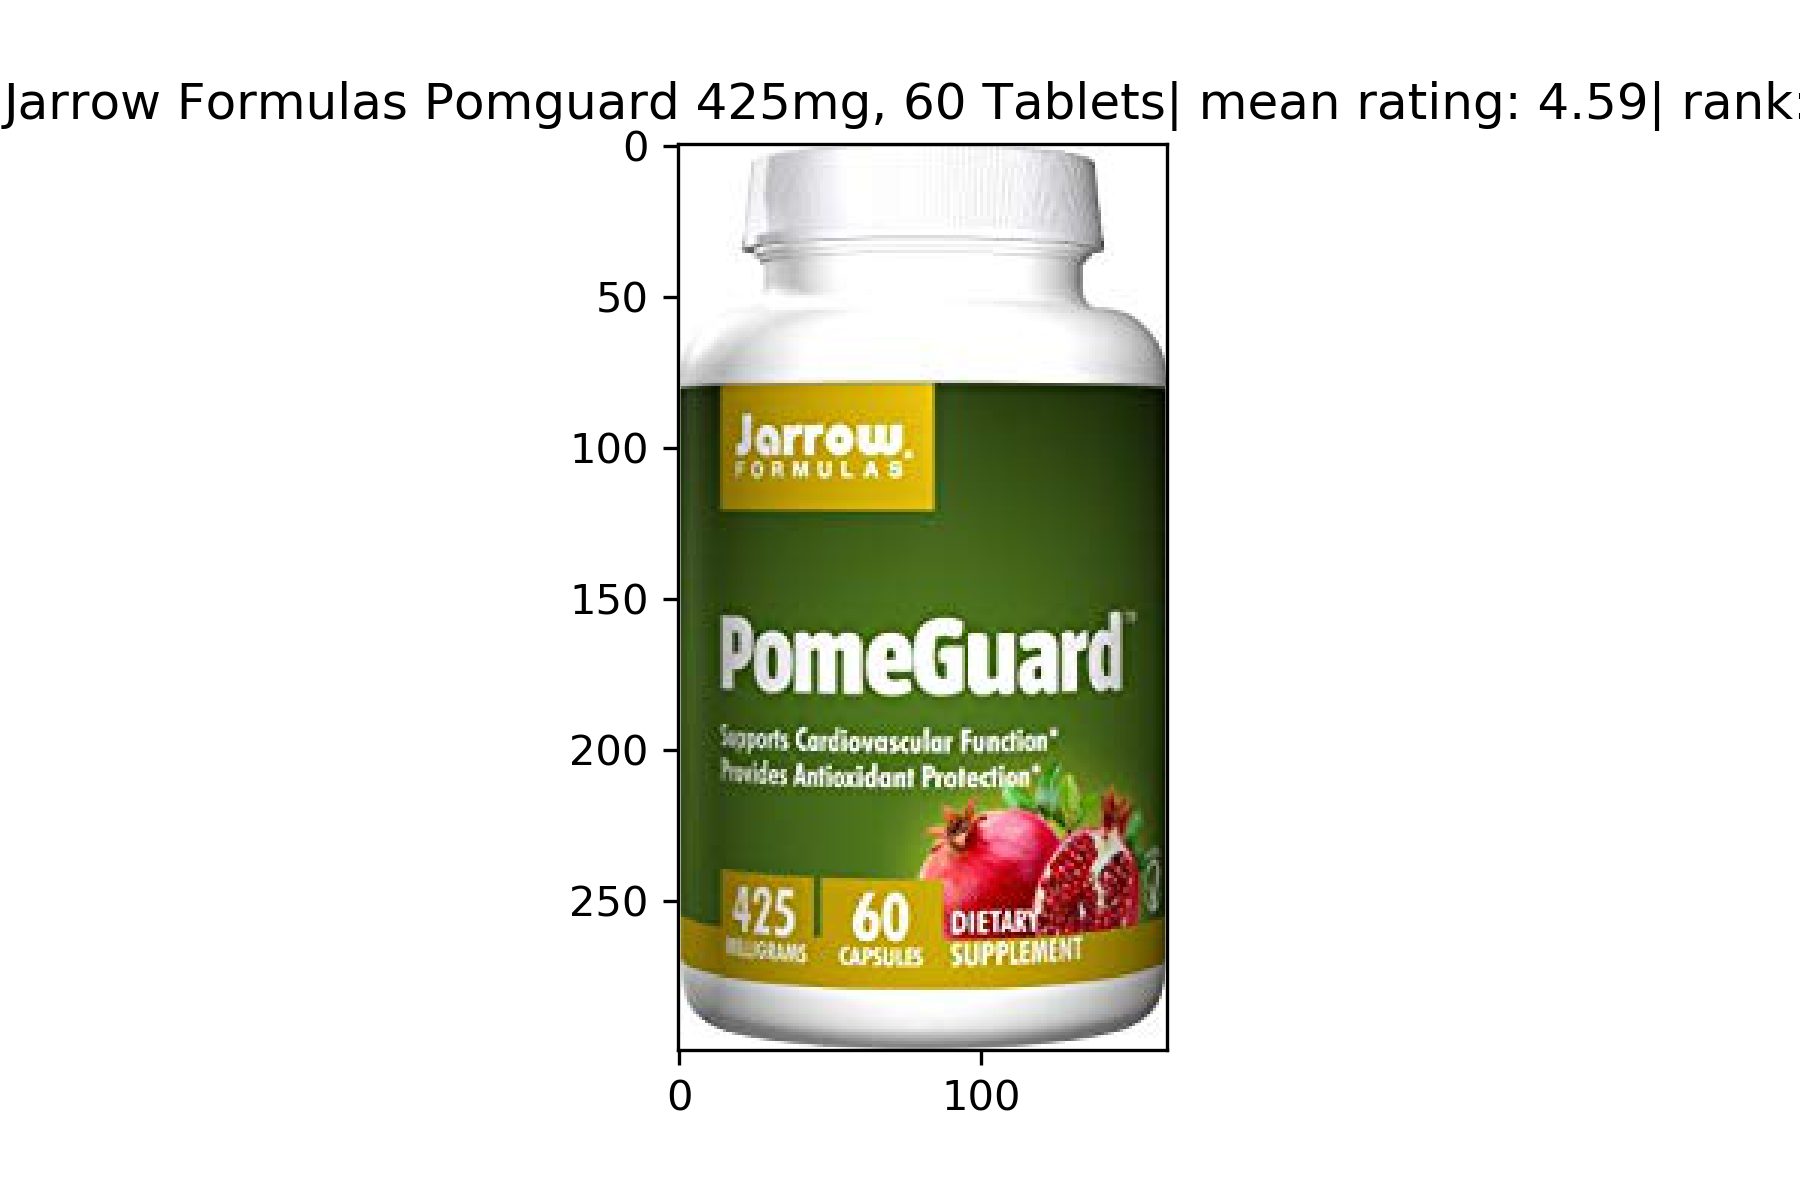 Jarrow Formulas Pomguard 425mg, 60 Tablets| mean rating: 4.59| rank:
0
50
100
150
200
250
Jarrow.
FORMULAS
PomeGuard™
Supports Cardiovascular Function*
Provides Antioxidant Protection*
425
MILLIGRAMS
60
CAPSULES
DIETARY
SUPPLEMENT
0
100